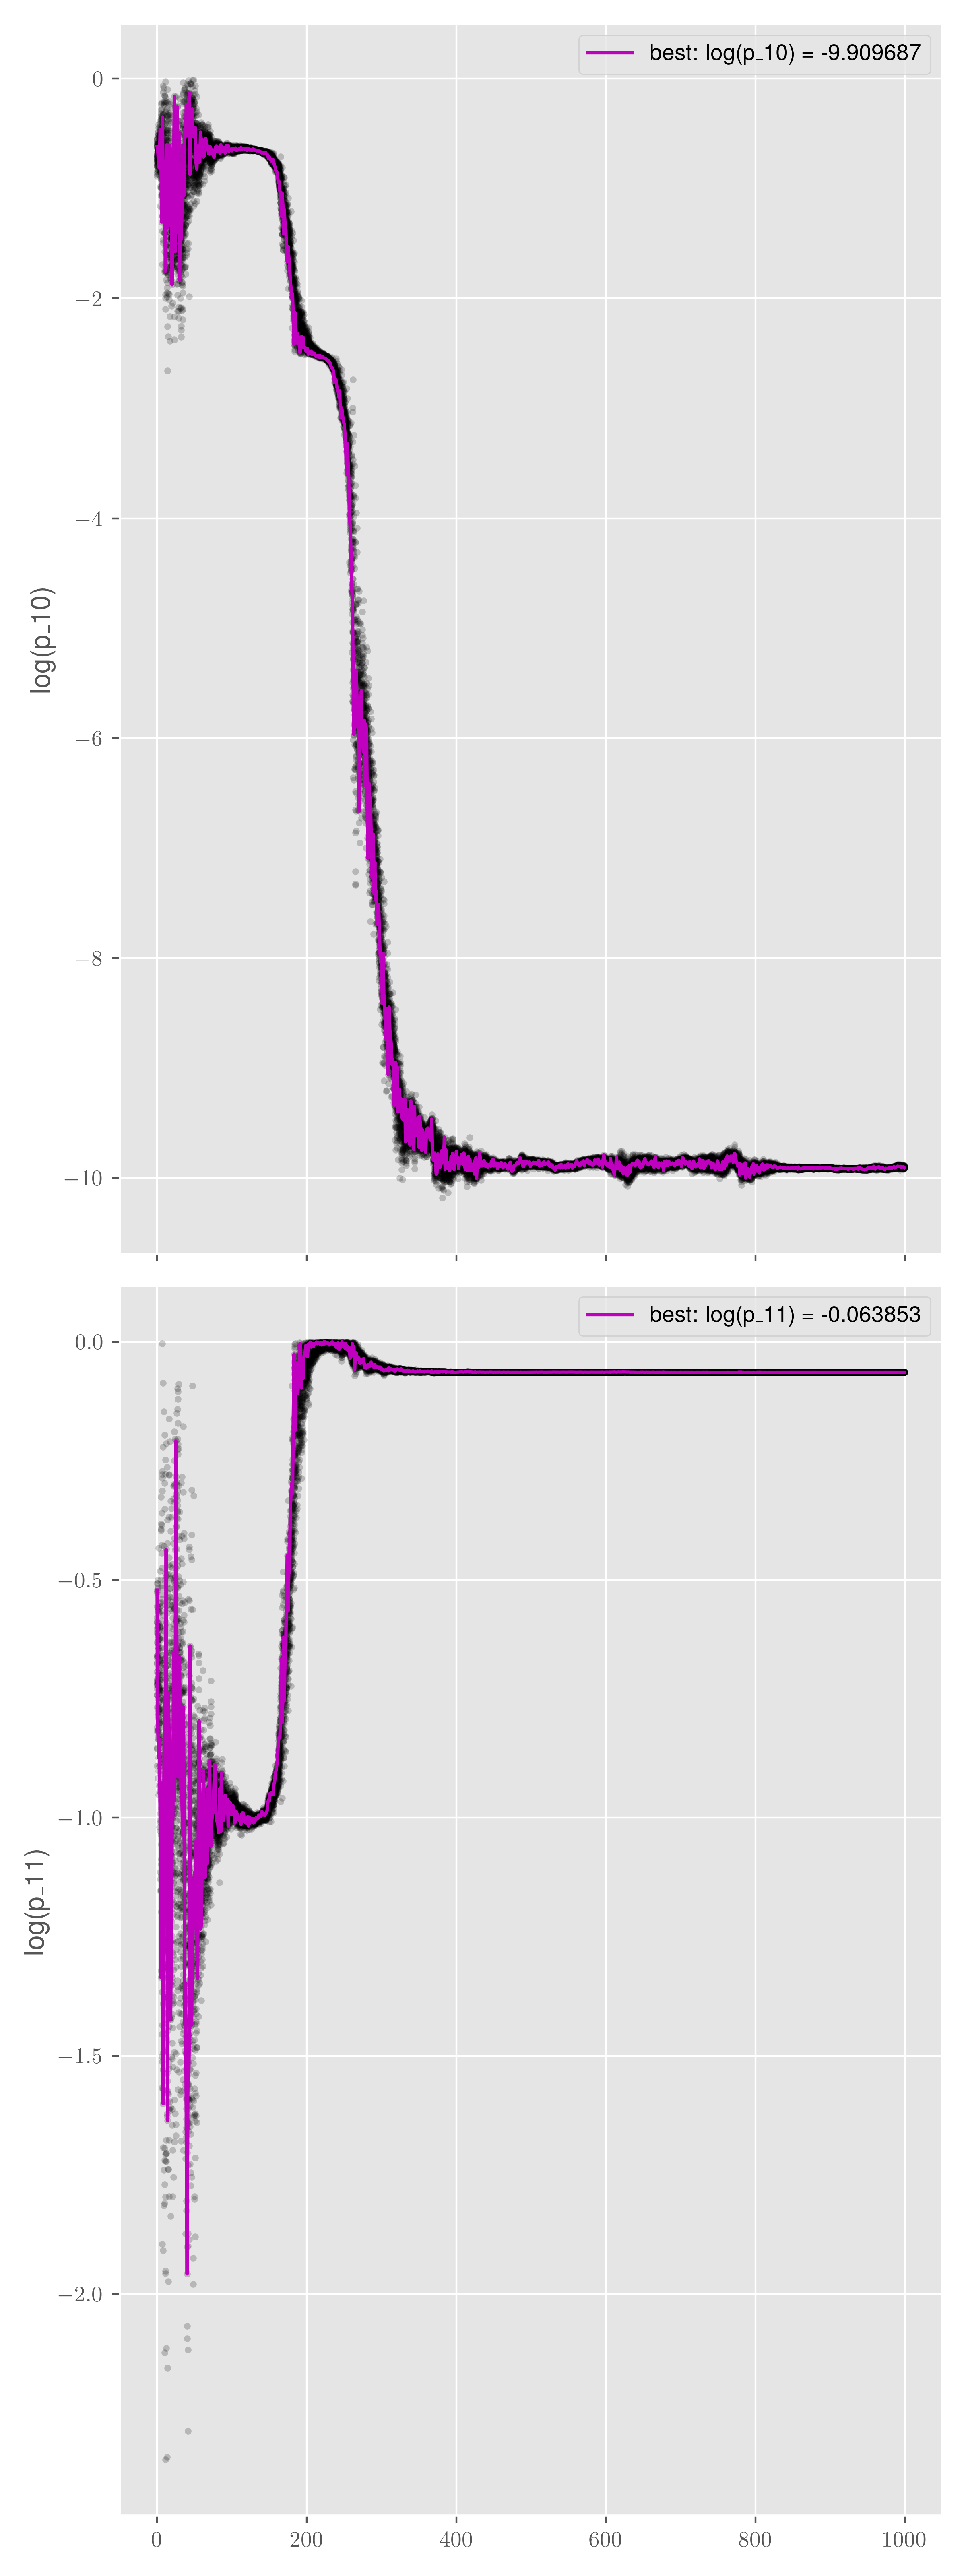 best: log(p_10) = -9.909687
0
−2
−4
−6
−8
−10
log(p_10)
best: log(p_11) = -0.063853
0.0
−0.5
−1.0
−1.5
−2.0
log(p_11)
0 200 400 600 800 1000